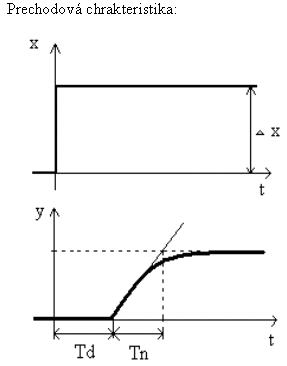 Prechodová chrakteristika:
x
△ x
t
y
t
Td
Tn